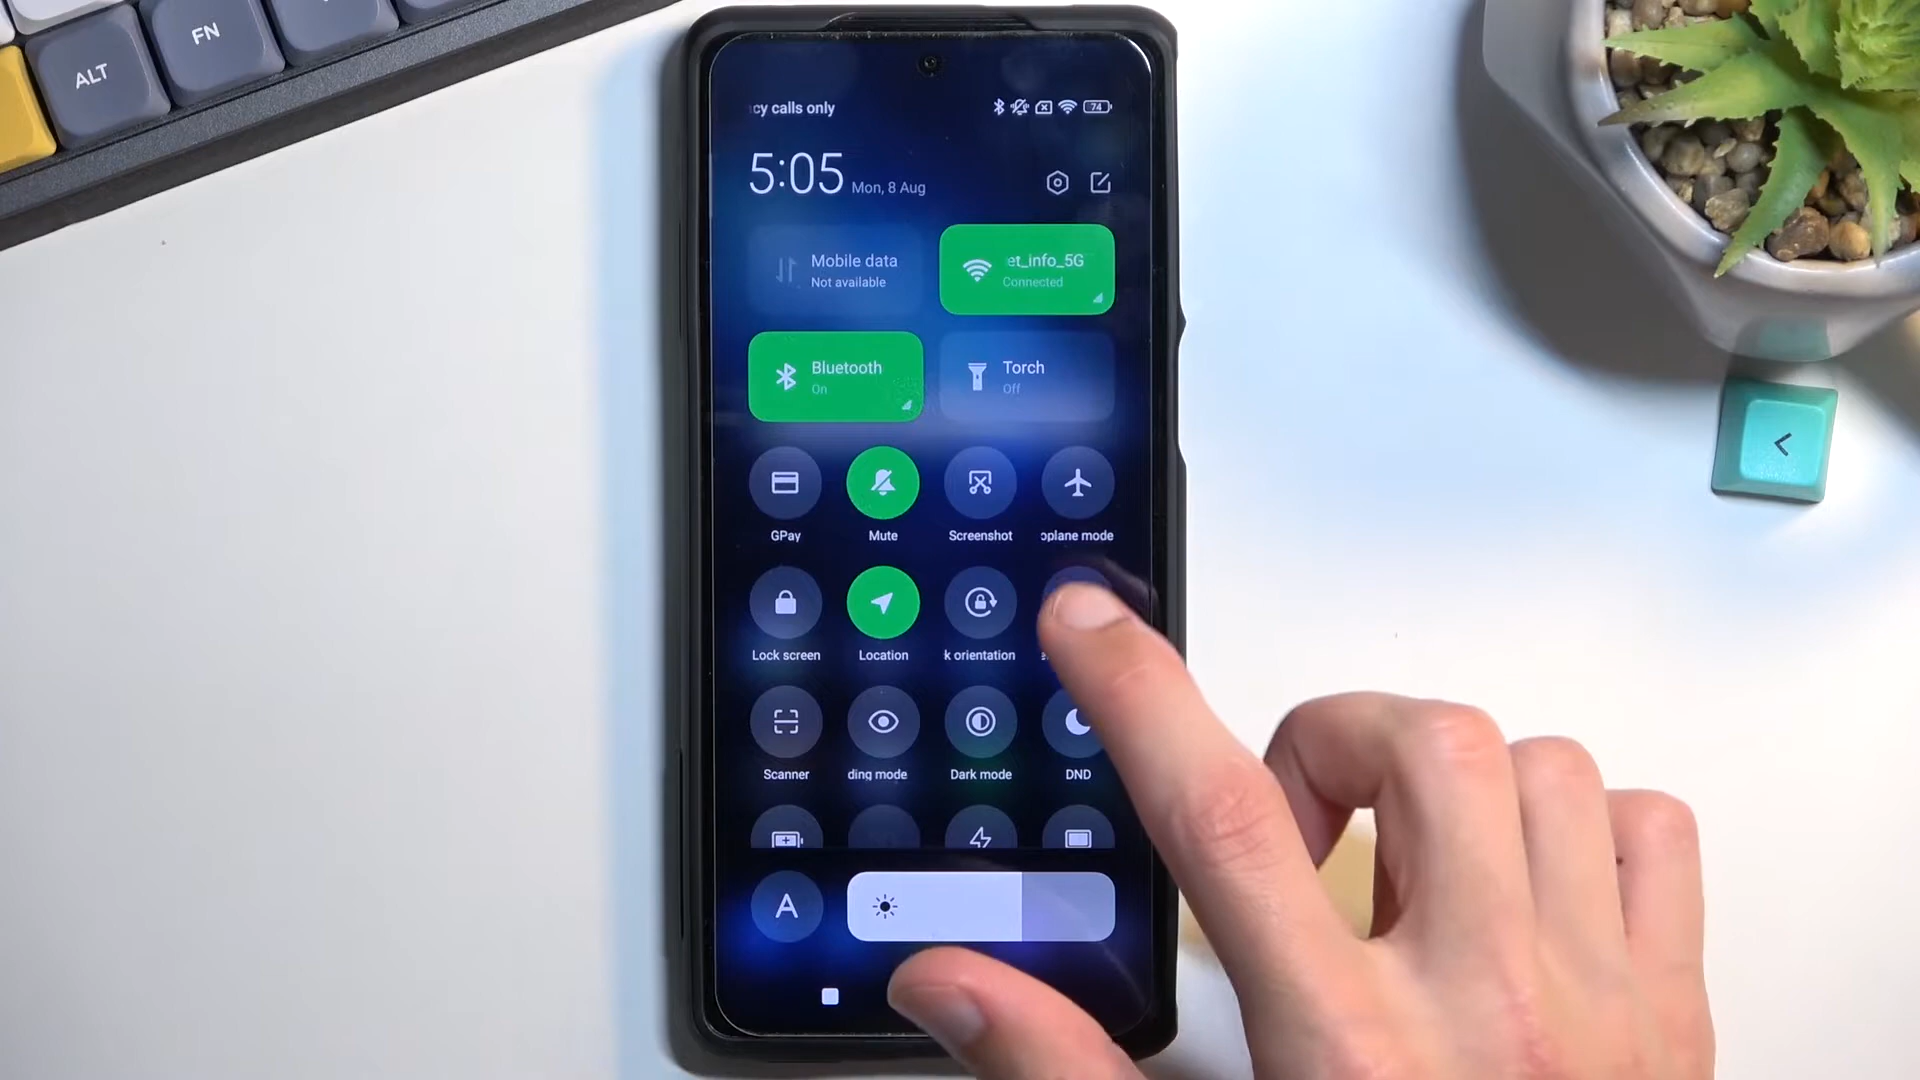 FN
ALT
cy calls only
74
5:05 Mon, 8 Aug
Mobile data
Not available
et_info_5G
Connected
Bluetooth
On
Torch
Off
GPay
Mute
Screenshot
oplane mode
Lock screen
Location
k orientation
Scanner
ding mode
Dark mode
DND
A
<